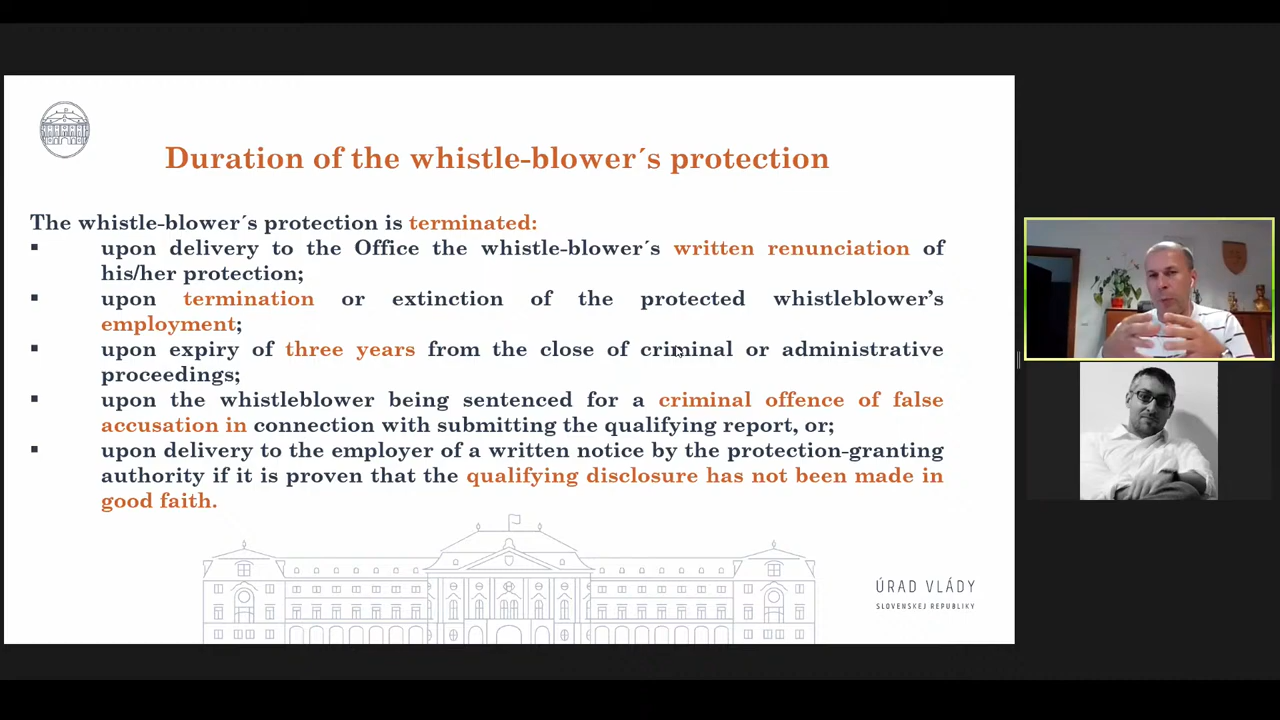 Duration of the whistle-blower´s protection
The whistle-blower´s protection is terminated:
▪ upon delivery to the Office the whistle-blower´s written renunciation of
his/her protection;
▪ upon termination or extinction of the protected whistleblower’s
employment;
▪ upon expiry of three years from the close of criminal or administrative
proceedings;
▪ upon the whistleblower being sentenced for a criminal offence of false
accusation in connection with submitting the qualifying report, or;
▪ upon delivery to the employer of a written notice by the protection-granting
authority if it is proven that the qualifying disclosure has not been made in
good faith.
ÚRAD VLÁDY
SLOVENSKEJ REPUBLIKY